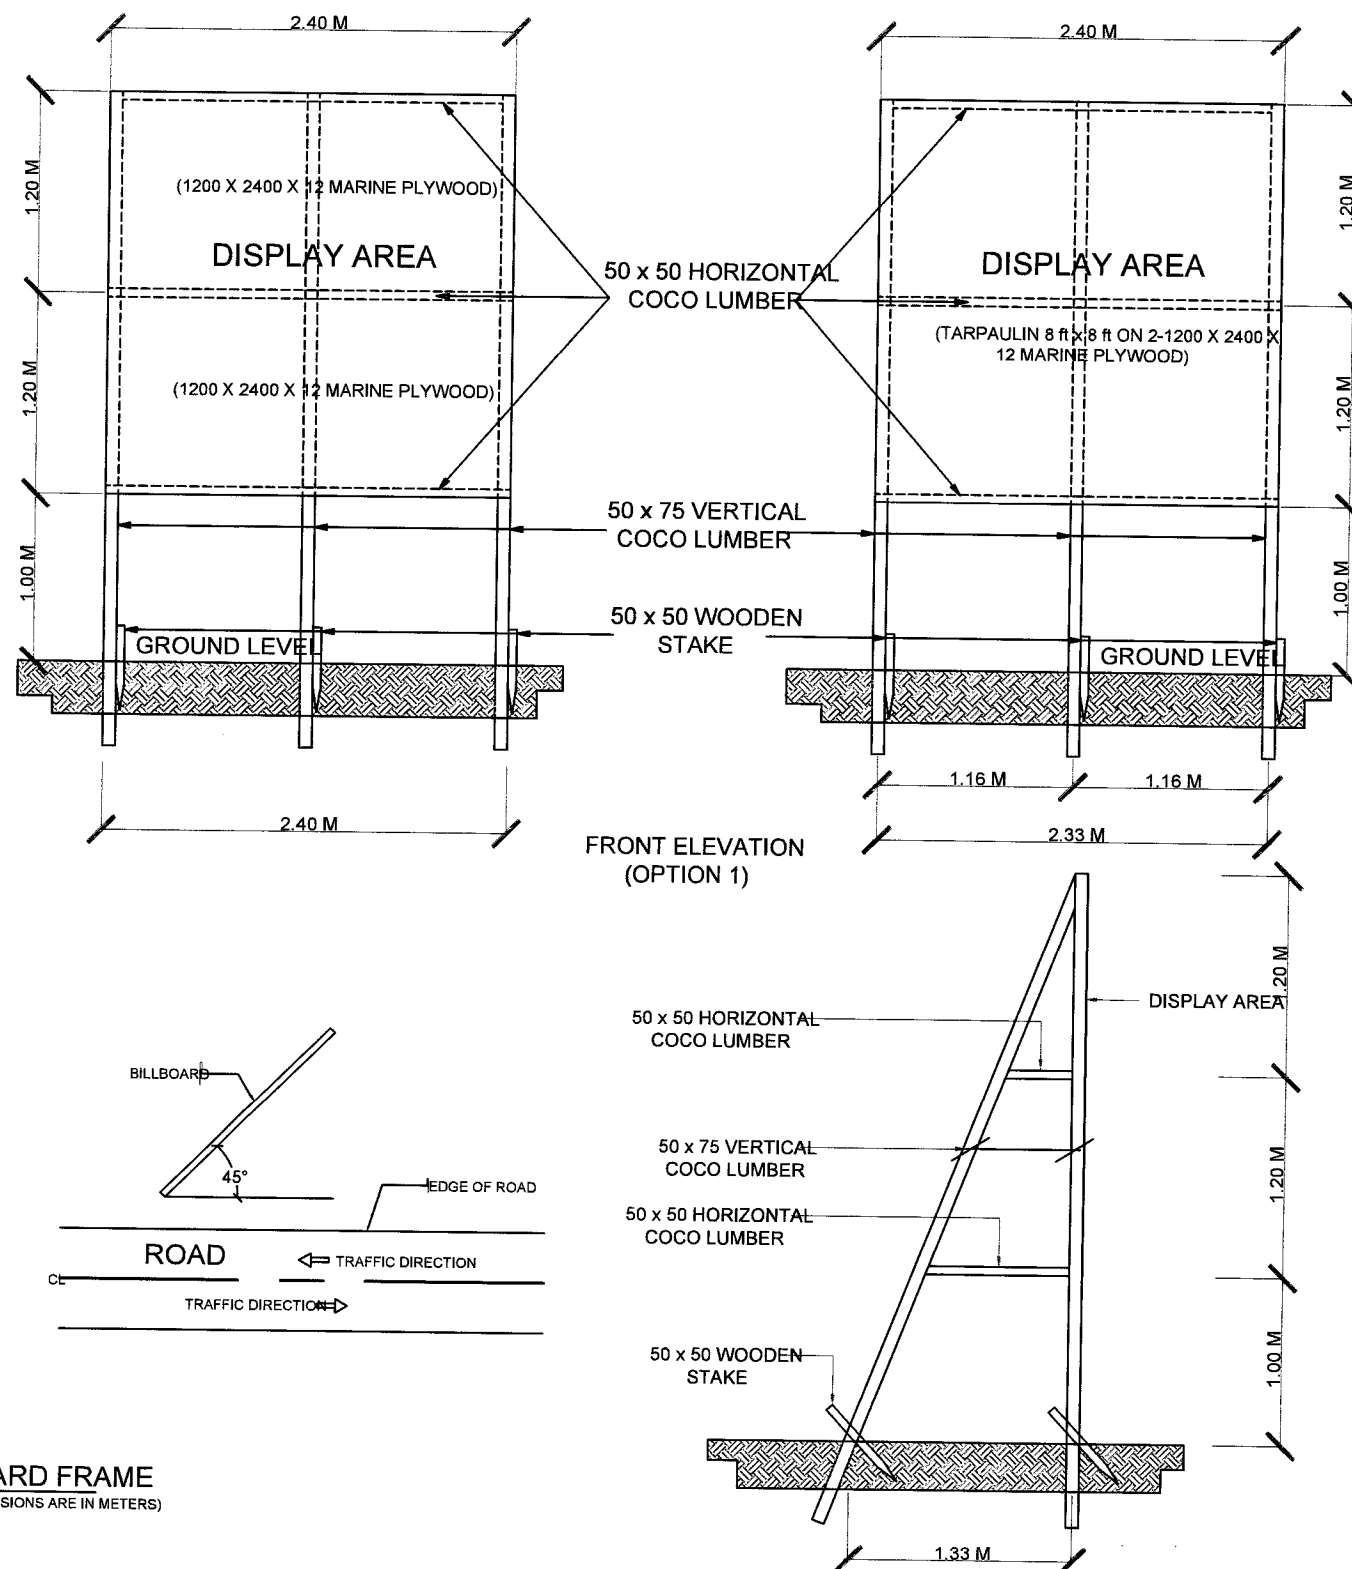 2.40 M
2.40 M
1.20 M
(1200 X 2400 X 12 MARINE PLYWOOD)
DISPLAY AREA
1.20 M
(1200 X 2400 X 12 MARINE PLYWOOD)
1.00 M
GROUND LEVEL
2.40 M
50 x 50 HORIZONTAL
COCO LUMBER
50 x 75 VERTICAL
COCO LUMBER
50 x 50 WOODEN
STAKE
1.20 M
DISPLAY AREA
(TARPAULIN 8 ft x 8 ft ON 2-1200 X 2400 X
12 MARINE PLYWOOD)
1.20 M
1.00 M
GROUND LEVEL
1.16 M
1.16 M
2.33 M
FRONT ELEVATION
(OPTION 1)
BILLBOARD
45°
EDGE OF ROAD
ROAD
TRAFFIC DIRECTION
CL
TRAFFIC DIRECTION
ARD FRAME
SIONS ARE IN METERS)
1.20 M
DISPLAY AREA
50 x 50 HORIZONTAL
COCO LUMBER
50 x 75 VERTICAL
COCO LUMBER
1.20 M
50 x 50 HORIZONTAL
COCO LUMBER
50 x 50 WOODEN
STAKE
1.00 M
1.33 M